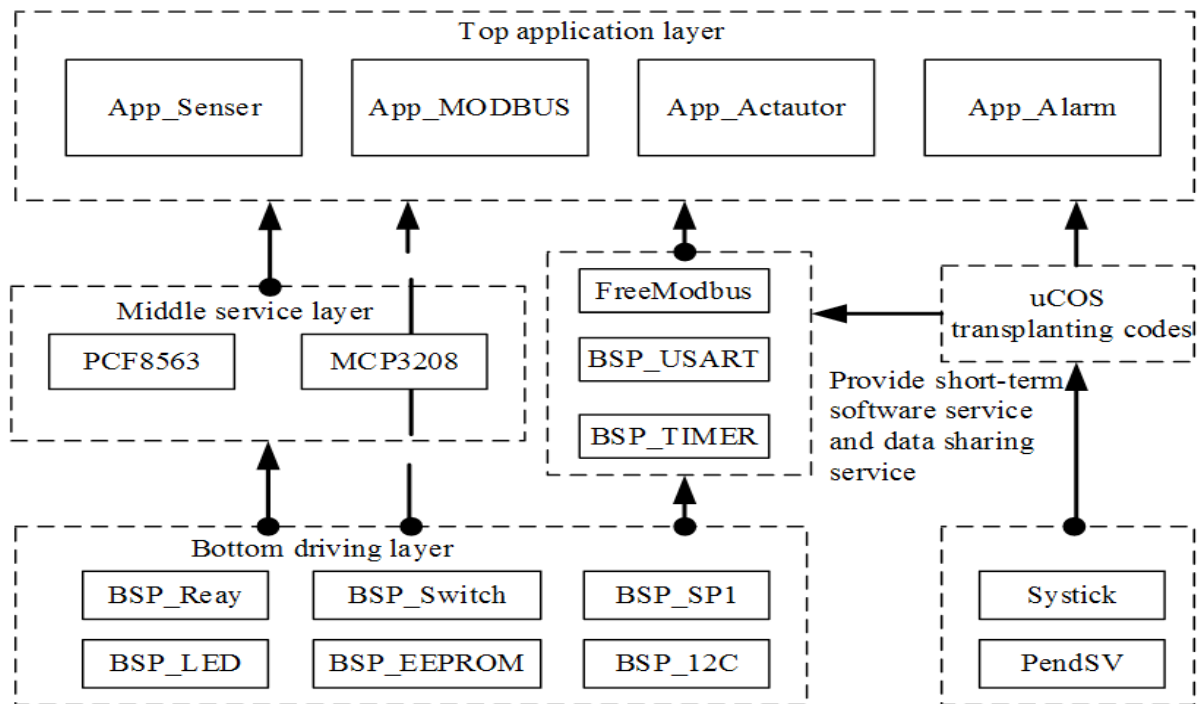 Top application layer
App_Senser
App_MODBUS
App_Actautor
App_Alarm
Middle service layer
PCF8563
MCP3208
FreeModbus
BSP_USART
BSP_TIMER
uCOS
transplanting codes
Provide short-term
software service
and data sharing
service
Bottom driving layer
BSP_Reay
BSP_Switch
BSP_SP1
BSP_LED
BSP_EEPROM
BSP_12C
Systick
PendSV